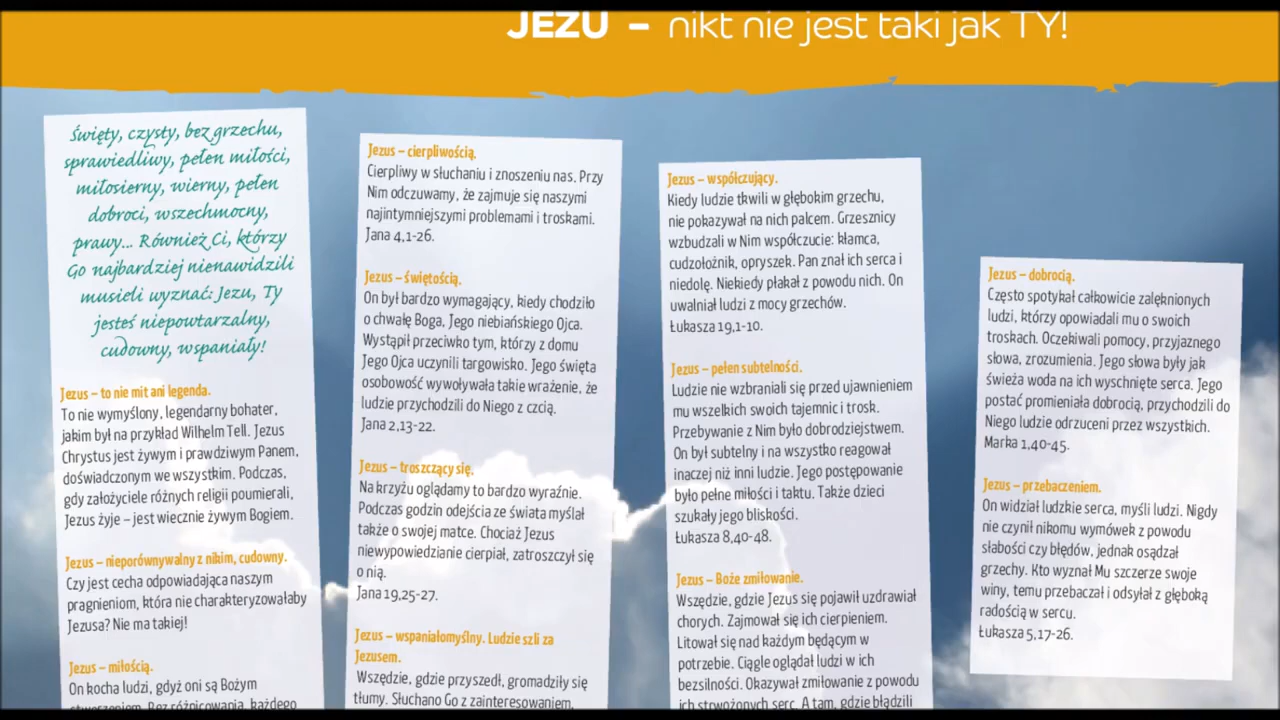 JEZU – nikt nie jest taki jak TY!
Święty, czysty, bez grzechu,
sprawiedliwy, pełen miłości,
miłosierny, wierny, pełen
dobroci, wszechmocny,
prawy... Również Ci, którzy
Go najbardziej nienawidzili
musieli wyznać: Jezu, Ty
jesteś niepowtarzalny,
cudowny, wspaniały!
Jezus – to nie mit ani legenda.
To nie wymyślony, legendarny bohater,
jakim był na przykład Wilhelm Tell. Jezus
Chrystus jest żywym i prawdziwym Panem,
doświadczonym we wszystkim. Podczas,
gdy założyciele różnych religii poumierali,
Jezus żyje – jest wiecznie żywym Bogiem.
Jezus – nieporównywalny z nikim, cudowny.
Czy jest cecha odpowiadająca naszym
pragnieniom, która nie charakteryzowałaby
Jezusa? Nie ma takiej!
Jezus – miłością.
On kocha ludzi, gdyż oni są Bożym
stworzeniem. Bez różnicowania, każdego
Jezus – cierpliwością.
Cierpliwy w słuchaniu i znoszeniu nas. Przy
Nim odczuwamy, że zajmuje się naszymi
najintymniejszymi problemami i troskami.
Jana 4,1-26.
Jezus – świętością.
On był bardzo wymagający, kiedy chodziło
o chwałę Boga, Jego niebiańskiego Ojca.
Wystąpił przeciwko tym, którzy z domu
Jego Ojca uczynili targowisko. Jego święta
osobowość wywoływała takie wrażenie, że
ludzie przychodzili do Niego z czcią.
Jana 2,13-22.
Jezus – troszczący się.
Na krzyżu oglądamy to bardzo wyraźnie.
Podczas godzin odejścia ze świata myślał
także o swojej matce. Chociaż Jezus
niewypowiedzianie cierpiał, zatroszczył się
o nią.
Jana 19,25-27.
Jezus – wspaniałomyślny. Ludzie szli za
Jezusem.
Wszędzie, gdzie przyszedł, gromadziły się
tłumy. Słuchano Go z zainteresowaniem,
Jezus – współczujący.
Kiedy ludzie tkwili w głębokim grzechu,
nie pokazywał na nich palcem. Grzesznicy
wzbudzali w Nim współczucie: kłamca,
cudzołożnik, opryszek. Pan znał ich serca i
niedolę. Niekiedy płakał z powodu nich. On
uwalniał ludzi z mocy grzechów.
Łukasza 19,1-10.
Jezus – pełen subtelności.
Ludzie nie wzbraniali się przed ujawnieniem
mu wszelkich swoich tajemnic i trosk.
Przebywanie z Nim było dobrodziejstwem.
On był subtelny i na wszystko reagował
inaczej niż inni ludzie. Jego postępowanie
było pełne miłości i taktu. Także dzieci
szukały jego bliskości.
Łukasza 8,40-48.
Jezus – Boże zmiłowanie.
Wszędzie, gdzie Jezus się pojawił uzdrawiał
chorych. Zajmował się ich cierpieniem.
Litował się nad każdym będącym w
potrzebie. Ciągle oglądał ludzi w ich
bezsilności. Okazywał zmiłowanie z powodu
ich strwożonych serc. A tam, gdzie błądzili
Jezus – dobrocią.
Często spotykał całkowicie zalęknionych
ludzi, którzy opowiadali mu o swoich
troskach. Oczekiwali pomocy, przyjaznego
słowa, zrozumienia. Jego słowa były jak
świeża woda na ich wyschnięte serca. Jego
postać promieniała dobrocią, przychodzili do
Niego ludzie odrzuceni przez wszystkich.
Marka 1,40-45.
Jezus – przebaczeniem.
On widział ludzkie serca, myśli ludzi. Nigdy
nie czynił nikomu wymówek z powodu
słabości czy błędów, jednak osądzał
grzechy. Kto wyznał Mu szczerze swoje
winy, temu przebaczał i odsyłał z głęboką
radością w sercu.
Łukasza 5,17-26.